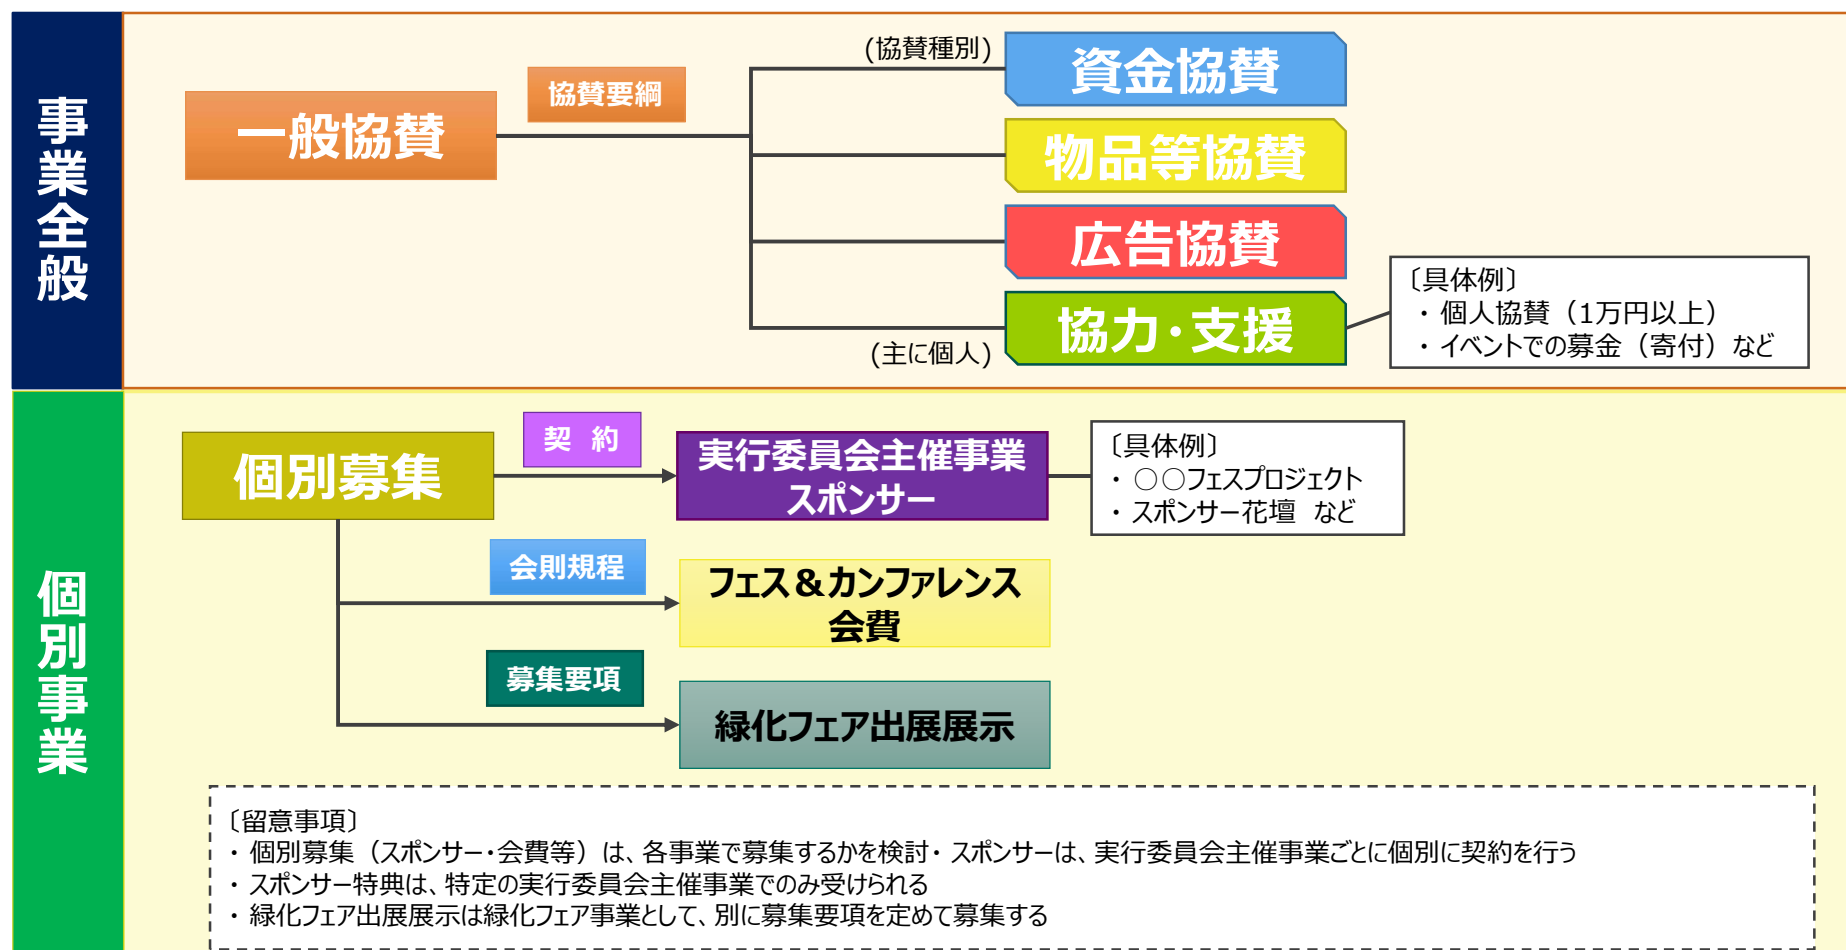 事業全般
一般協賛
協賛要綱
(協賛種別)
資金協賛
物品等協賛
広告協賛
協力・支援
(主に個人)
〔具体例〕
・個人協賛（1万円以上）
・イベントでの募金（寄付）など
個別事業
個別募集
契 約
実行委員会主催事業
スポンサー
〔具体例〕
・〇〇フェスプロジェクト
・スポンサー花壇 など
会則規程
フェス＆カンファレンス
会費
募集要項
緑化フェア出展展示
〔留意事項〕
・個別募集（スポンサー・会費等）は、各事業で募集するかを検討・スポンサーは、実行委員会主催事業ごとに個別に契約を行う
・スポンサー特典は、特定の実行委員会主催事業でのみ受けられる
・緑化フェア出展展示は緑化フェア事業として、別に募集要項を定めて募集する